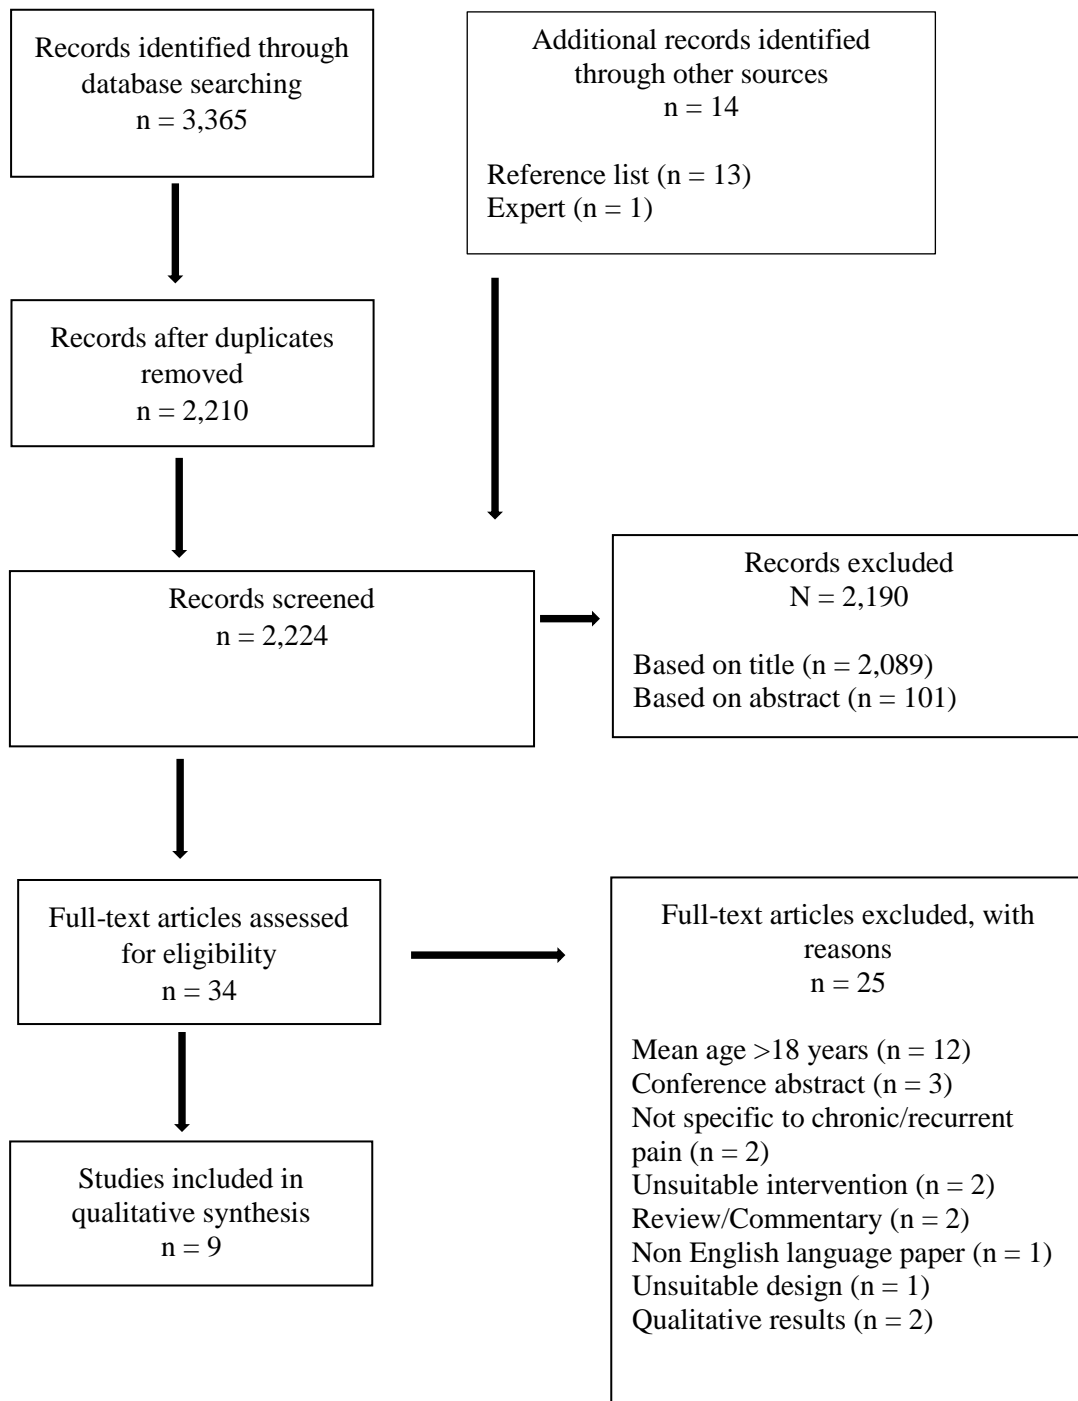 Records identified through
database searching
n = 3,365
Additional records identified
through other sources
n = 14
Reference list (n = 13)
Expert (n = 1)
Records after duplicates
removed
n = 2,210
Records screened
n = 2,224
Records excluded
N = 2,190
Based on title (n = 2,089)
Based on abstract (n = 101)
Full-text articles assessed
for eligibility
n = 34
Full-text articles excluded, with
reasons
n = 25
Mean age >18 years (n = 12)
Conference abstract (n = 3)
Not specific to chronic/recurrent
pain (n = 2)
Unsuitable intervention (n = 2)
Review/Commentary (n = 2)
Non English language paper (n = 1)
Unsuitable design (n = 1)
Qualitative results (n = 2)
Studies included in
qualitative synthesis
n = 9